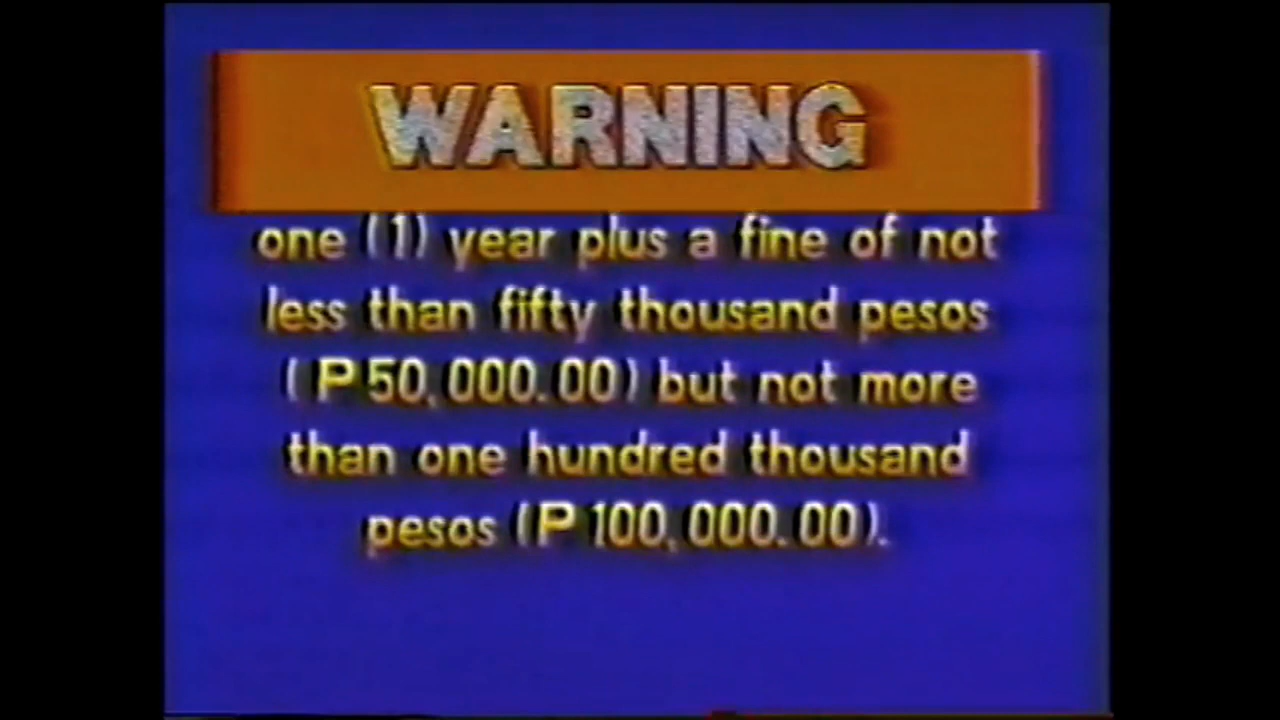 WARNING
one (1) year plus a fine of not
less than fifty thousand pesos
(P50,000.00) but not more
than one hundred thousand
pesos (P100,000.00).